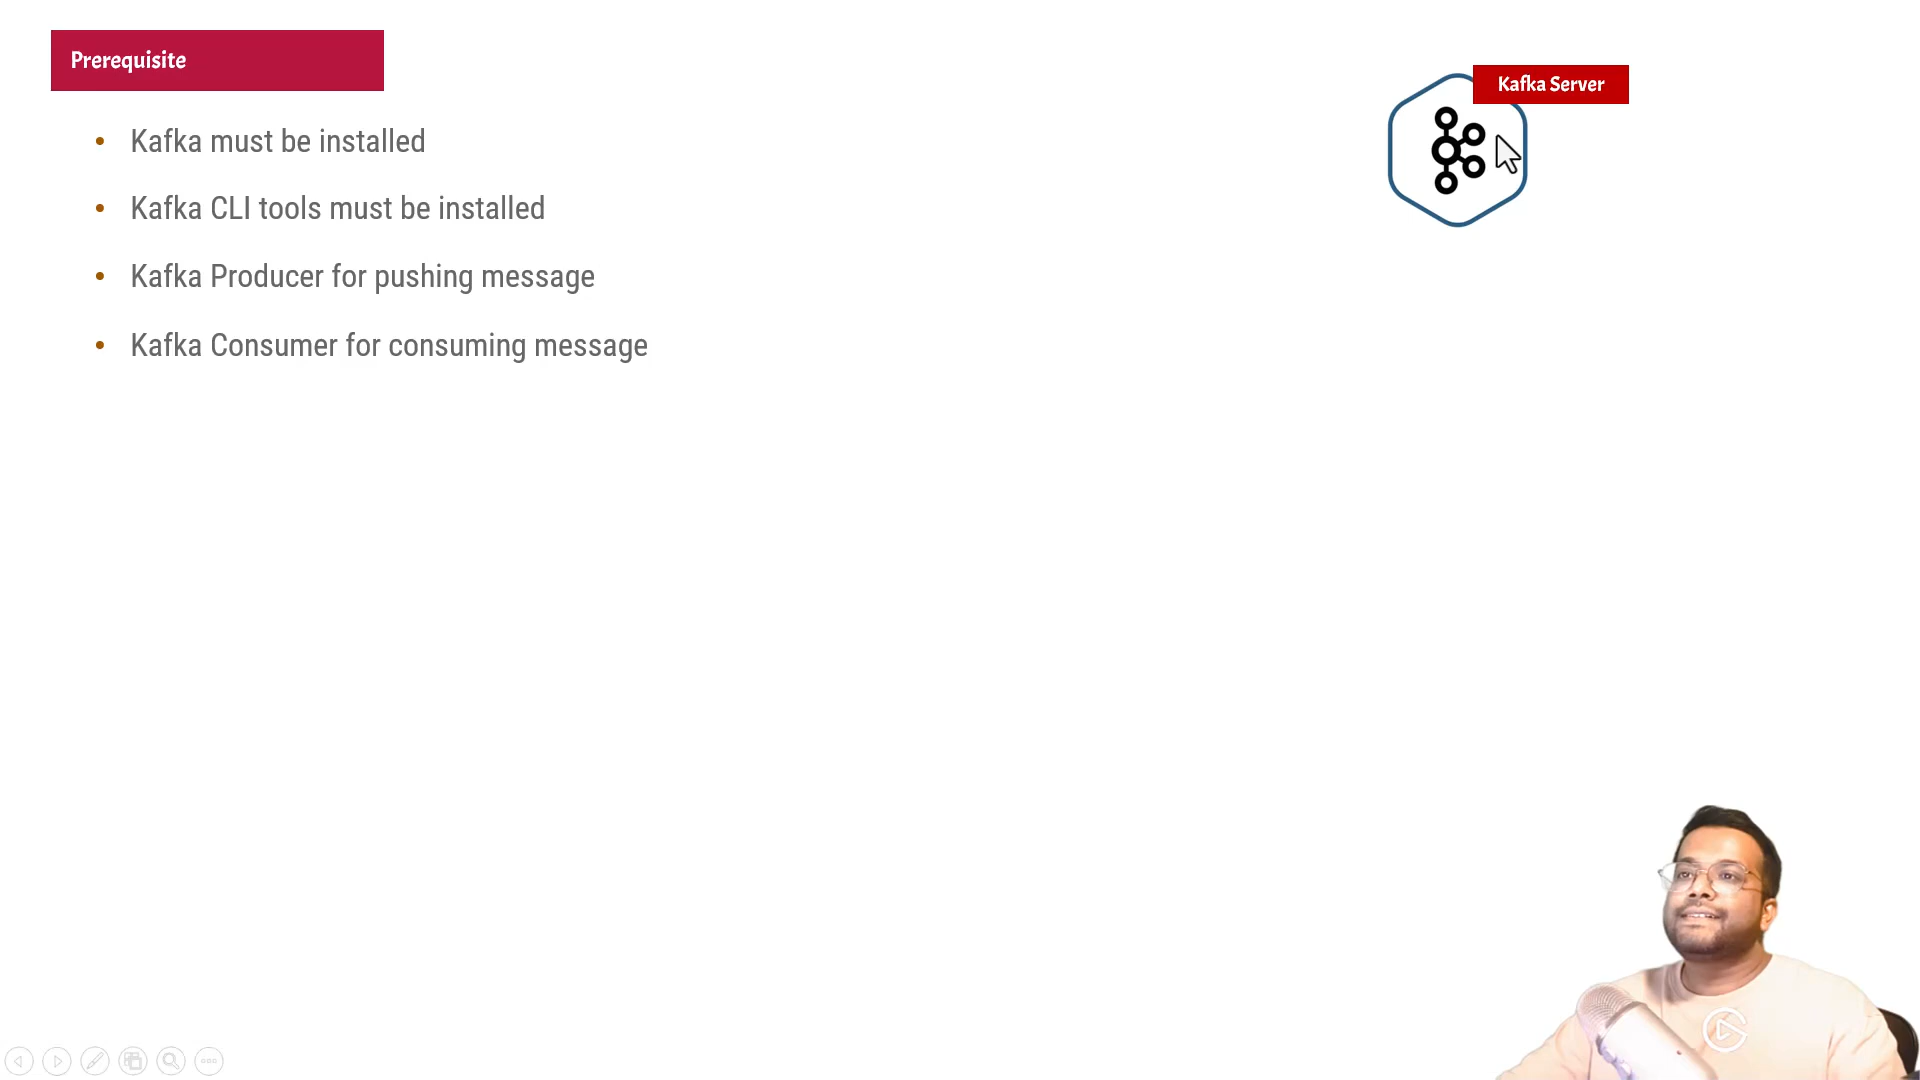 Prerequisite
Kafka Server
Kafka must be installed
Kafka CLI tools must be installed
Kafka Producer for pushing message
Kafka Consumer for consuming message